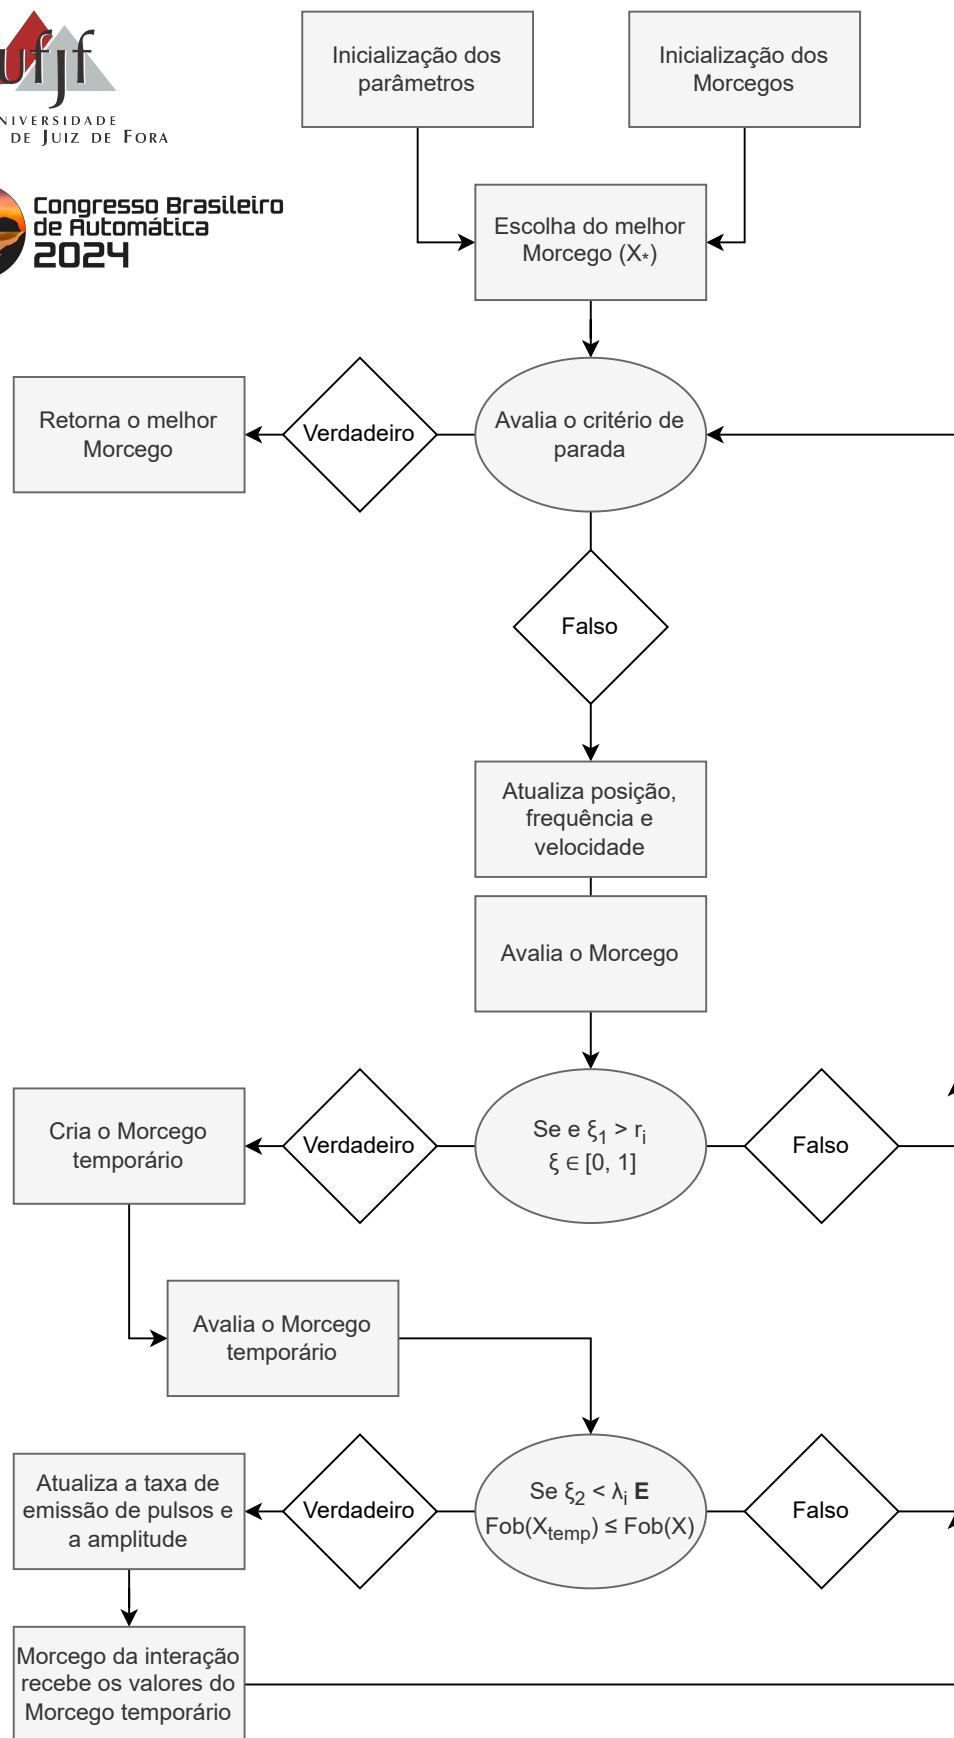 ufjf
NIVERSIDADE
DE JUIZ DE FORA
Congresso Brasileiro
de Automática
2024
Inicialização dos
parâmetros
Inicialização dos
Morcegos
Escolha do melhor
Morcego (X*)
Retorna o melhor
Morcego
Verdadeiro
Avalia o critério de
parada
Falso
Atualiza posição,
frequência e
velocidade
Avalia o Morcego
Cria o Morcego
temporário
Verdadeiro
Se e ξ1 > ri
ξ ∈ [0, 1]
Falso
Avalia o Morcego
temporário
Atualiza a taxa de
emissão de pulsos e
a amplitude
Verdadeiro
Se ξ2 < λi E
Fob(Xtemp) ≤ Fob(X)
Falso
Morcego da interação
recebe os valores do
Morcego temporário